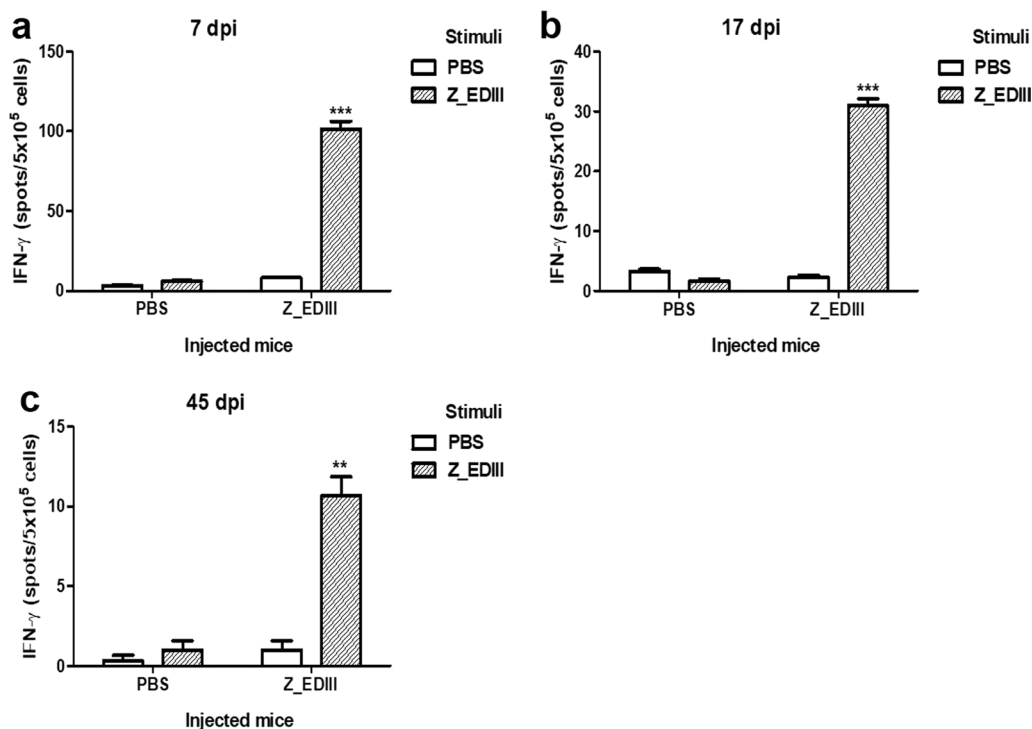 a
7 dpi
Stimuli
PBS
Z_EDIII
IFN-γ (spots/5x10⁵ cells)
150
100
50
0
***
PBS
Z_EDIII
Injected mice
b
17 dpi
Stimuli
PBS
Z_EDIII
IFN-γ (spots/5x10⁵ cells)
40
30
20
10
0
***
PBS
Z_EDIII
Injected mice
c
45 dpi
Stimuli
PBS
Z_EDIII
IFN-γ (spots/5x10⁵ cells)
15
10
5
0
**
PBS
Z_EDIII
Injected mice